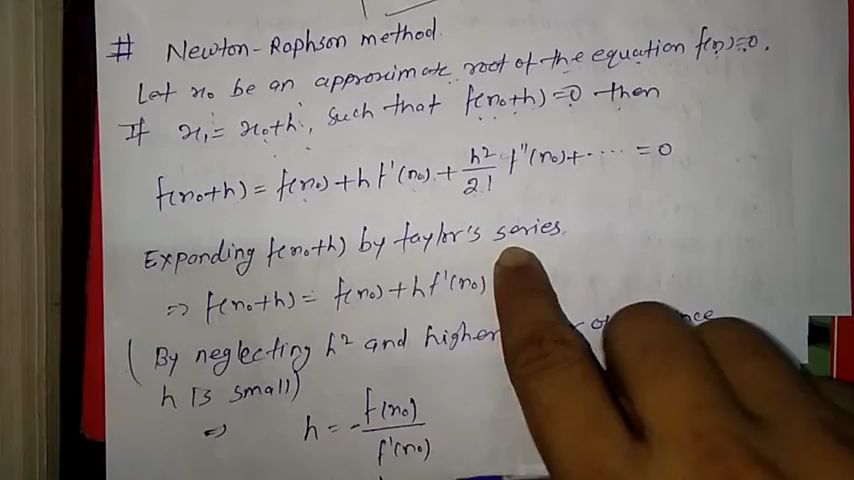 # Newton-Raphson method.
Let x₀ be an approximate root of the equation f(x)=0.
If x₁ = x₀+h, such that f(x₀+h)=0 then
f(x₀+h) = f(x₀)+h f'(x₀)+ h²/2! f''(x₀)+ ···· = 0
Expanding f(x₀+h) by taylor's series.
=> f(x₀+h) = f(x₀)+h f'(x₀)
(By neglecting h² and higher
h is small)
=> h = - f(x₀)/f'(x₀)